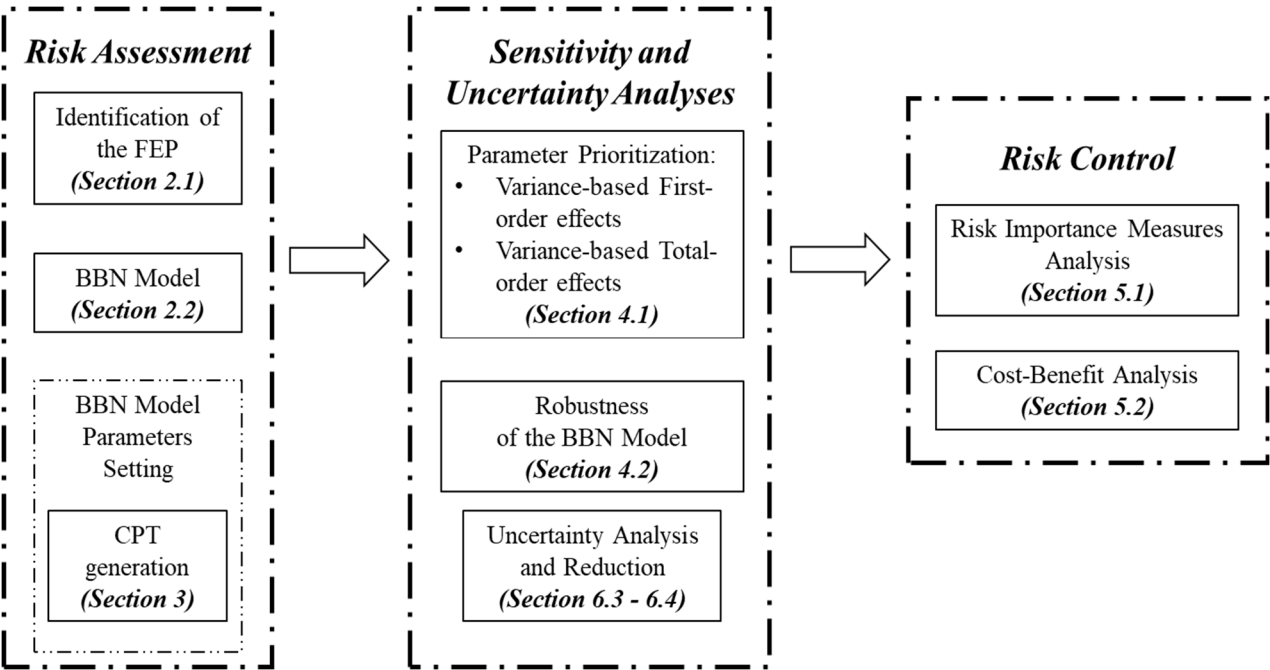 Risk Assessment
Identification of
the FEP
(Section 2.1)
BBN Model
(Section 2.2)
BBN Model
Parameters
Setting
CPT
generation
(Section 3)
Sensitivity and
Uncertainty Analyses
Parameter Prioritization:
• Variance-based First-
order effects
• Variance-based Total-
order effects
(Section 4.1)
Robustness
of the BBN Model
(Section 4.2)
Uncertainty Analysis
and Reduction
(Section 6.3 - 6.4)
Risk Control
Risk Importance Measures
Analysis
(Section 5.1)
Cost-Benefit Analysis
(Section 5.2)